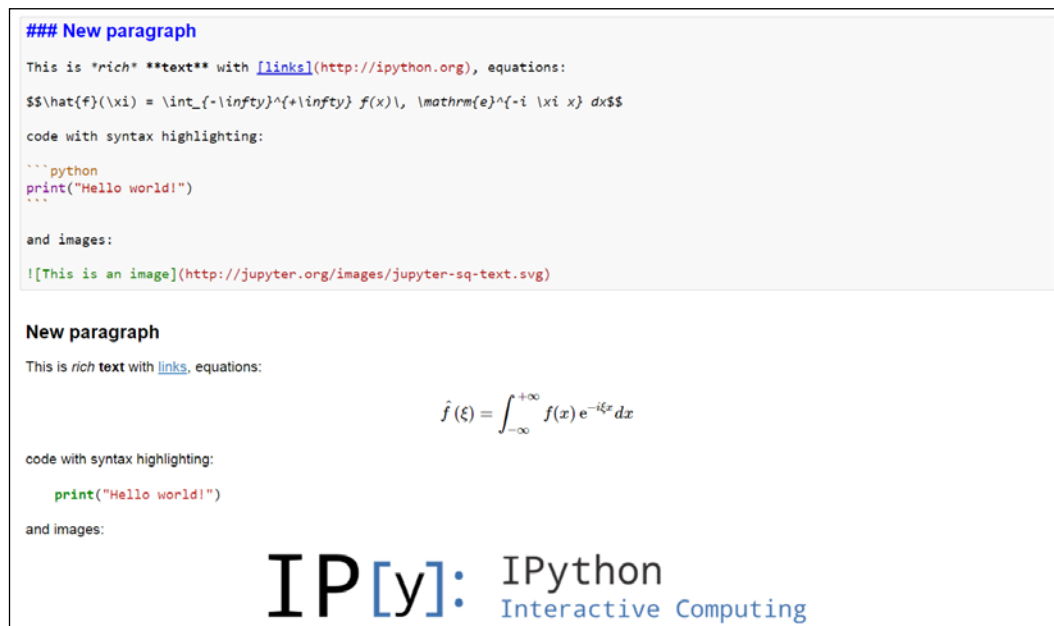 ### New paragraph
This is *rich* **text** with [links](http://ipython.org), equations:
$$\hat{f}(\xi) = \int_{-\infty}^{+\infty} f(x)\, \mathrm{e}^{-i \xi x} dx$$
code with syntax highlighting:
```python
print("Hello world!")
```
and images:
![This is an image](http://jupyter.org/images/jupyter-sq-text.svg)
New paragraph
This is rich text with links, equations:
f̂(ξ) = ∫_{-∞}^{+∞} f(x) e^{-iξx} dx
code with syntax highlighting:
print("Hello world!")
and images:
IP[y]: IPython
Interactive Computing